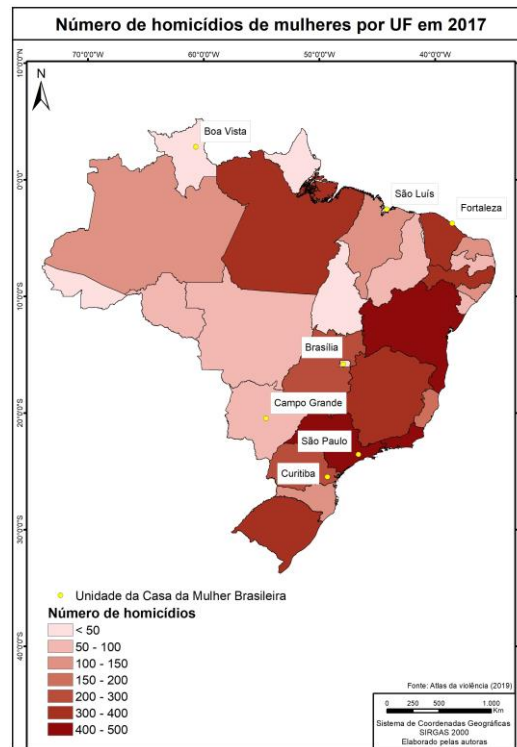 Número de homicídios de mulheres por UF em 2017
70°0'0"O 60°0'0"O 50°0'0"O 40°0'0"O
10°0'0"N
N
Boa Vista
0°0'0"
São Luís
Fortaleza
10°0'0"S
Brasília
20°0'0"S
Campo Grande
São Paulo
Curitiba
30°0'0"S
Unidade da Casa da Mulher Brasileira
Número de homicídios
< 50
50 - 100
100 - 150
150 - 200
200 - 300
300 - 400
400 - 500
40°0'0"S
Fonte: Atlas da violência (2019)
0 250 500 1.000
Km
Sistema de Coordenadas Geográficas
SIRGAS 2000
Elaborado pelas autoras